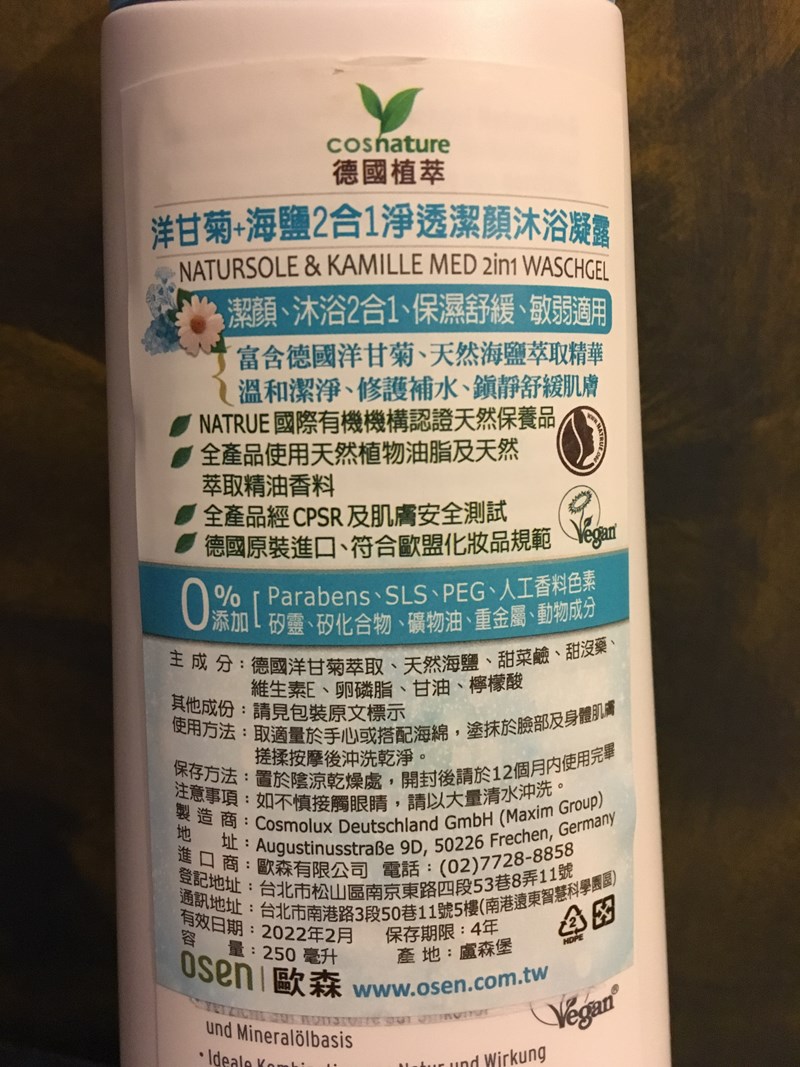 cosnature
德國植萃
洋甘菊+海鹽2合1淨透潔顏沐浴凝露
NATURSOLE & KAMILLE MED 2in1 WASCHGEL
潔顏、沐浴2合1、保濕舒緩、敏弱適用
富含德國洋甘菊、天然海鹽萃取精華
溫和潔淨、修護補水、鎮靜舒緩肌膚
NATRUE 國際有機機構認證天然保養品
全產品使用天然植物油脂及天然
萃取精油香料
全產品經 CPSR 及肌膚安全測試
德國原裝進口、符合歐盟化妝品規範
Vegan
0%添加
Parabens、SLS、PEG、人工香料色素
矽靈、矽化合物、礦物油、重金屬、動物成分
主成分：德國洋甘菊萃取、天然海鹽、甜菜鹼、甜沒藥、
維生素E、卵磷脂、甘油、檸檬酸
其他成份：請見包裝原文標示
使用方法：取適量於手心或搭配海綿，塗抹於臉部及身體肌膚
搓揉按摩後沖洗乾淨。
保存方法：置於陰涼乾燥處，開封後請於12個月內使用完畢
注意事項：如不慎接觸眼睛，請以大量清水沖洗。
製造商：Cosmolux Deutschland GmbH (Maxim Group)
地址：Augustinusstraße 9D, 50226 Frechen, Germany
進口商：歐森有限公司 電話：(02)7728-8858
登記地址：台北市松山區南京東路四段53巷8弄11號
通訊地址：台北市南港路3段50巷11號5樓(南港遠東智慧科學園區)
有效日期：2022年2月 保存期限：4年
容量：250 毫升 產地：盧森堡
2
HDPE
osen 歐森 www.osen.com.tw
Vegan®
und Mineralölbasis
• Ideale Natur und Wirkung